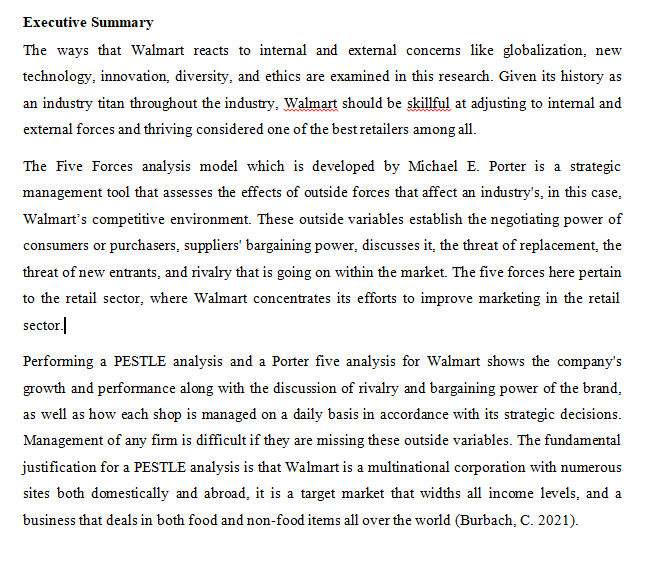 Executive Summary
The ways that Walmart reacts to internal and external concerns like globalization, new
technology, innovation, diversity, and ethics are examined in this research. Given its history as
an industry titan throughout the industry, Walmart should be skillful at adjusting to internal and
external forces and thriving considered one of the best retailers among all.
The Five Forces analysis model which is developed by Michael E. Porter is a strategic
management tool that assesses the effects of outside forces that affect an industry's, in this case,
Walmart’s competitive environment. These outside variables establish the negotiating power of
consumers or purchasers, suppliers' bargaining power, discusses it, the threat of replacement, the
threat of new entrants, and rivalry that is going on within the market. The five forces here pertain
to the retail sector, where Walmart concentrates its efforts to improve marketing in the retail
sector.
Performing a PESTLE analysis and a Porter five analysis for Walmart shows the company's
growth and performance along with the discussion of rivalry and bargaining power of the brand,
as well as how each shop is managed on a daily basis in accordance with its strategic decisions.
Management of any firm is difficult if they are missing these outside variables. The fundamental
justification for a PESTLE analysis is that Walmart is a multinational corporation with numerous
sites both domestically and abroad, it is a target market that widths all income levels, and a
business that deals in both food and non-food items all over the world (Burbach, C. 2021).